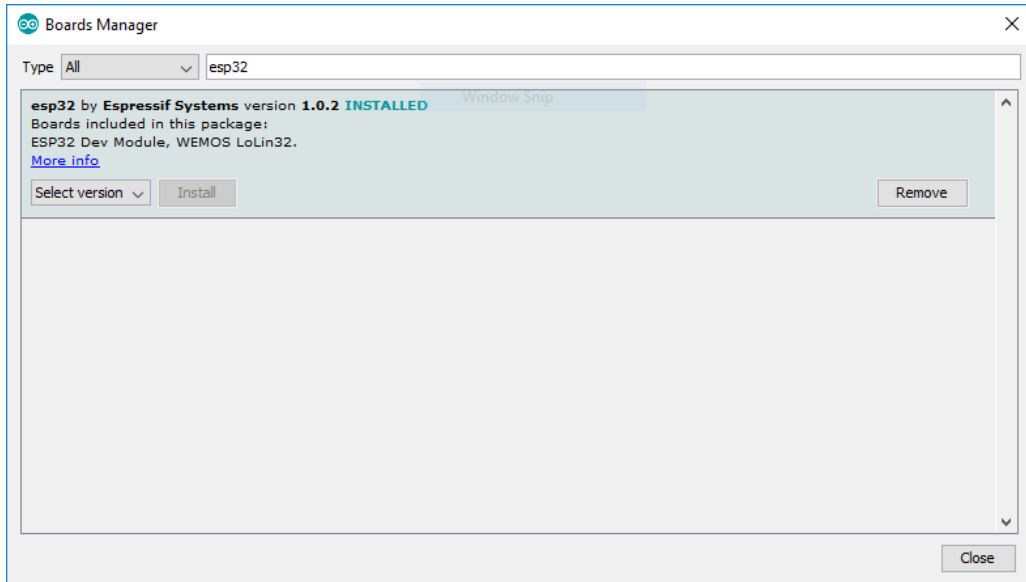 Boards Manager
Type All esp32
Window Snip
esp32 by Espressif Systems version 1.0.2 INSTALLED
Boards included in this package:
ESP32 Dev Module, WEMOS LoLin32.
More info
Select version Install Remove
Close